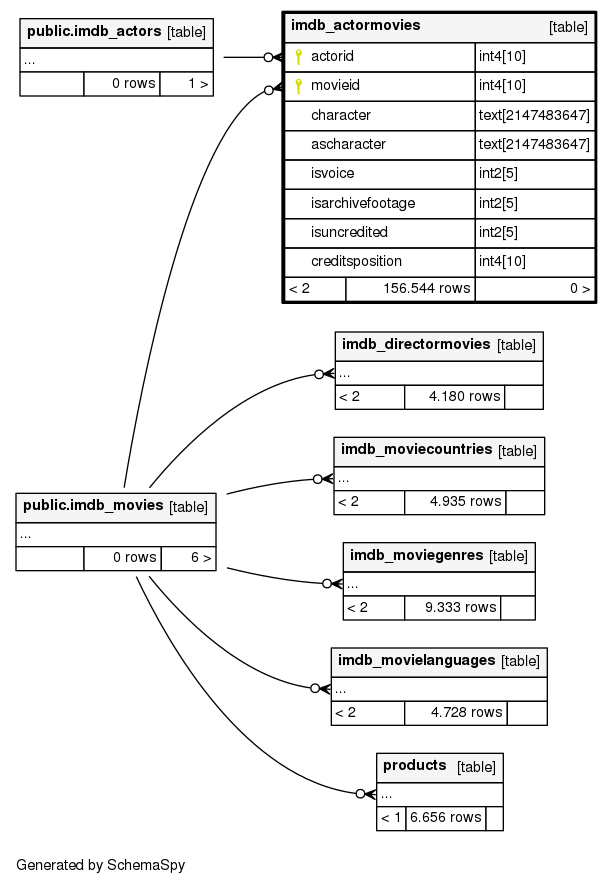 public.imdb_actors [table]
...
0 rows 1 >
imdb_actormovies [table]
actorid int4[10]
movieid int4[10]
character text[2147483647]
ascharacter text[2147483647]
isvoice int2[5]
isarchivefootage int2[5]
isuncredited int2[5]
creditsposition int4[10]
< 2 156.544 rows 0 >
imdb_directormovies [table]
...
< 2 4.180 rows
imdb_moviecountries [table]
...
< 2 4.935 rows
public.imdb_movies [table]
...
0 rows 6 >
imdb_moviegenres [table]
...
< 2 9.333 rows
imdb_movielanguages [table]
...
< 2 4.728 rows
products [table]
...
< 1 6.656 rows
Generated by SchemaSpy